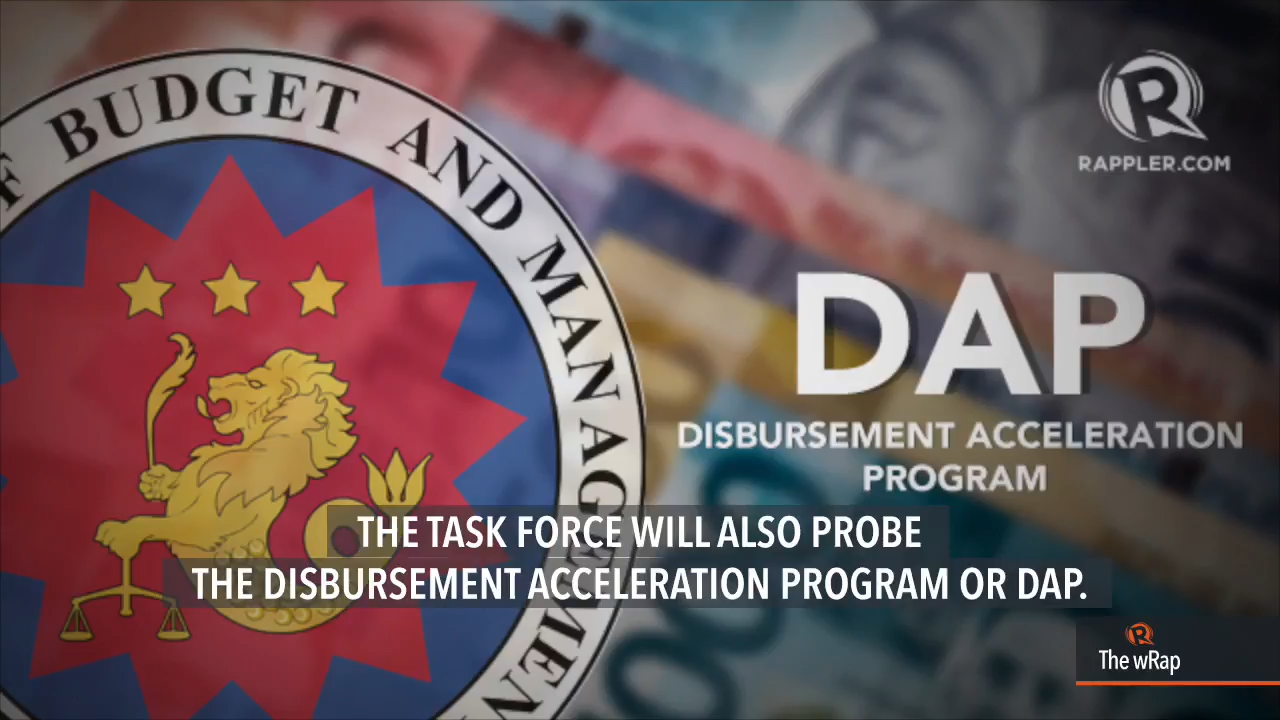 F BUDGET AND MANAGEMEN
RAPPLER.COM
DAP
DISBURSEMENT ACCELERATION
PROGRAM
THE TASK FORCE WILL ALSO PROBE
THE DISBURSEMENT ACCELERATION PROGRAM OR DAP.
The wRap